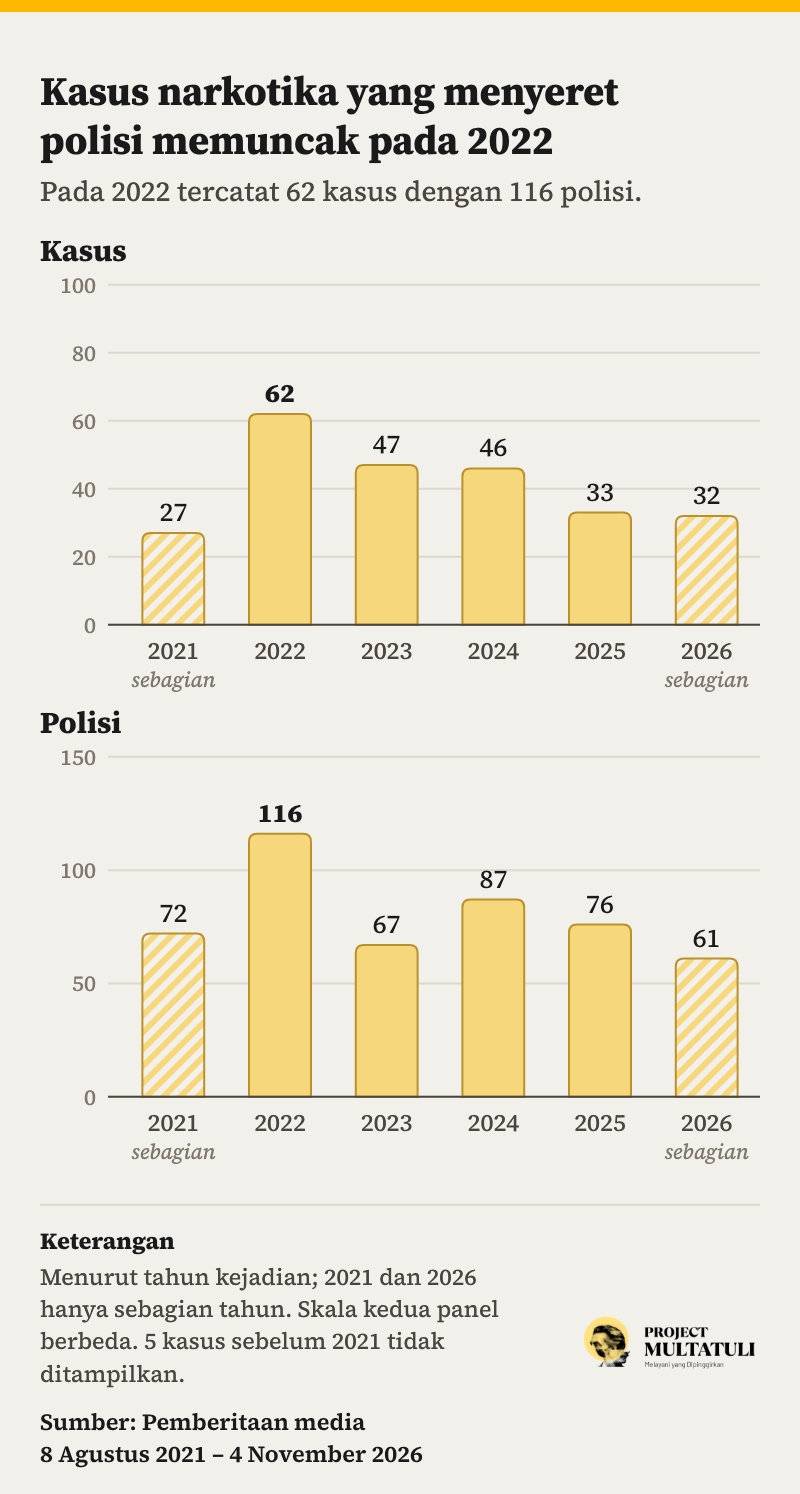 Kasus narkotika yang menyeret
polisi memuncak pada 2022
Pada 2022 tercatat 62 kasus dengan 116 polisi.
Kasus
100
80
60
40
20
0
27
62
47
46
33
32
2021
2022
2023
2024
2025
2026
sebagian
sebagian
Polisi
150
100
50
0
72
116
67
87
76
61
2021
2022
2023
2024
2025
2026
sebagian
sebagian
Keterangan
Menurut tahun kejadian; 2021 dan 2026
hanya sebagian tahun. Skala kedua panel
berbeda. 5 kasus sebelum 2021 tidak
ditampilkan.
Sumber: Pemberitaan media
8 Agustus 2021 – 4 November 2026
PROJECT
MULTATULI
Melayani yang Dipinggirkan